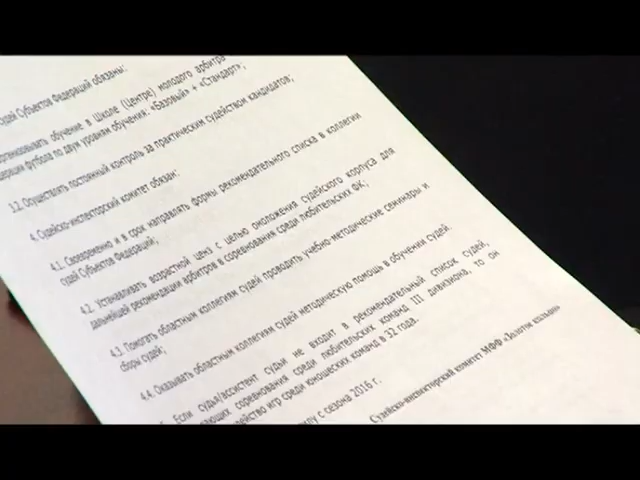 судей Субъектов Федераций обязаны:
организовывать обучение в Школе (Центре) молодого арбитра
футбола по двум уровням обучения: «Базовый» + «Стандарт»;
3.2. Осуществлять постоянный контроль за практическим судейством кандидатов;
4. Судейско-инспекторский комитет обязан:
4.1. Своевременно и в срок направлять формы рекомендательного списка в коллегии
судей Субъектов Федераций;
4.2. Устанавливать возрастной ценз с целью омоложения судейского корпуса для
дальнейшей рекомендации арбитров в соревнования среди любительских ФК;
4.3. Помогать областным коллегиям судей проводить учебно-методические семинары и
сборы судей;
4.4. Оказывать областным коллегиям судей методическую помощь в обучении судей.
Если судья/ассистент судьи не входит в рекомендательный список судей,
соревнования среди любительских команд III дивизиона, то он
игр среди юношеских команд в 32 года.
с сезона 2016 г.
Судейско-инспекторский комитет МФФ «Золотое кольцо»